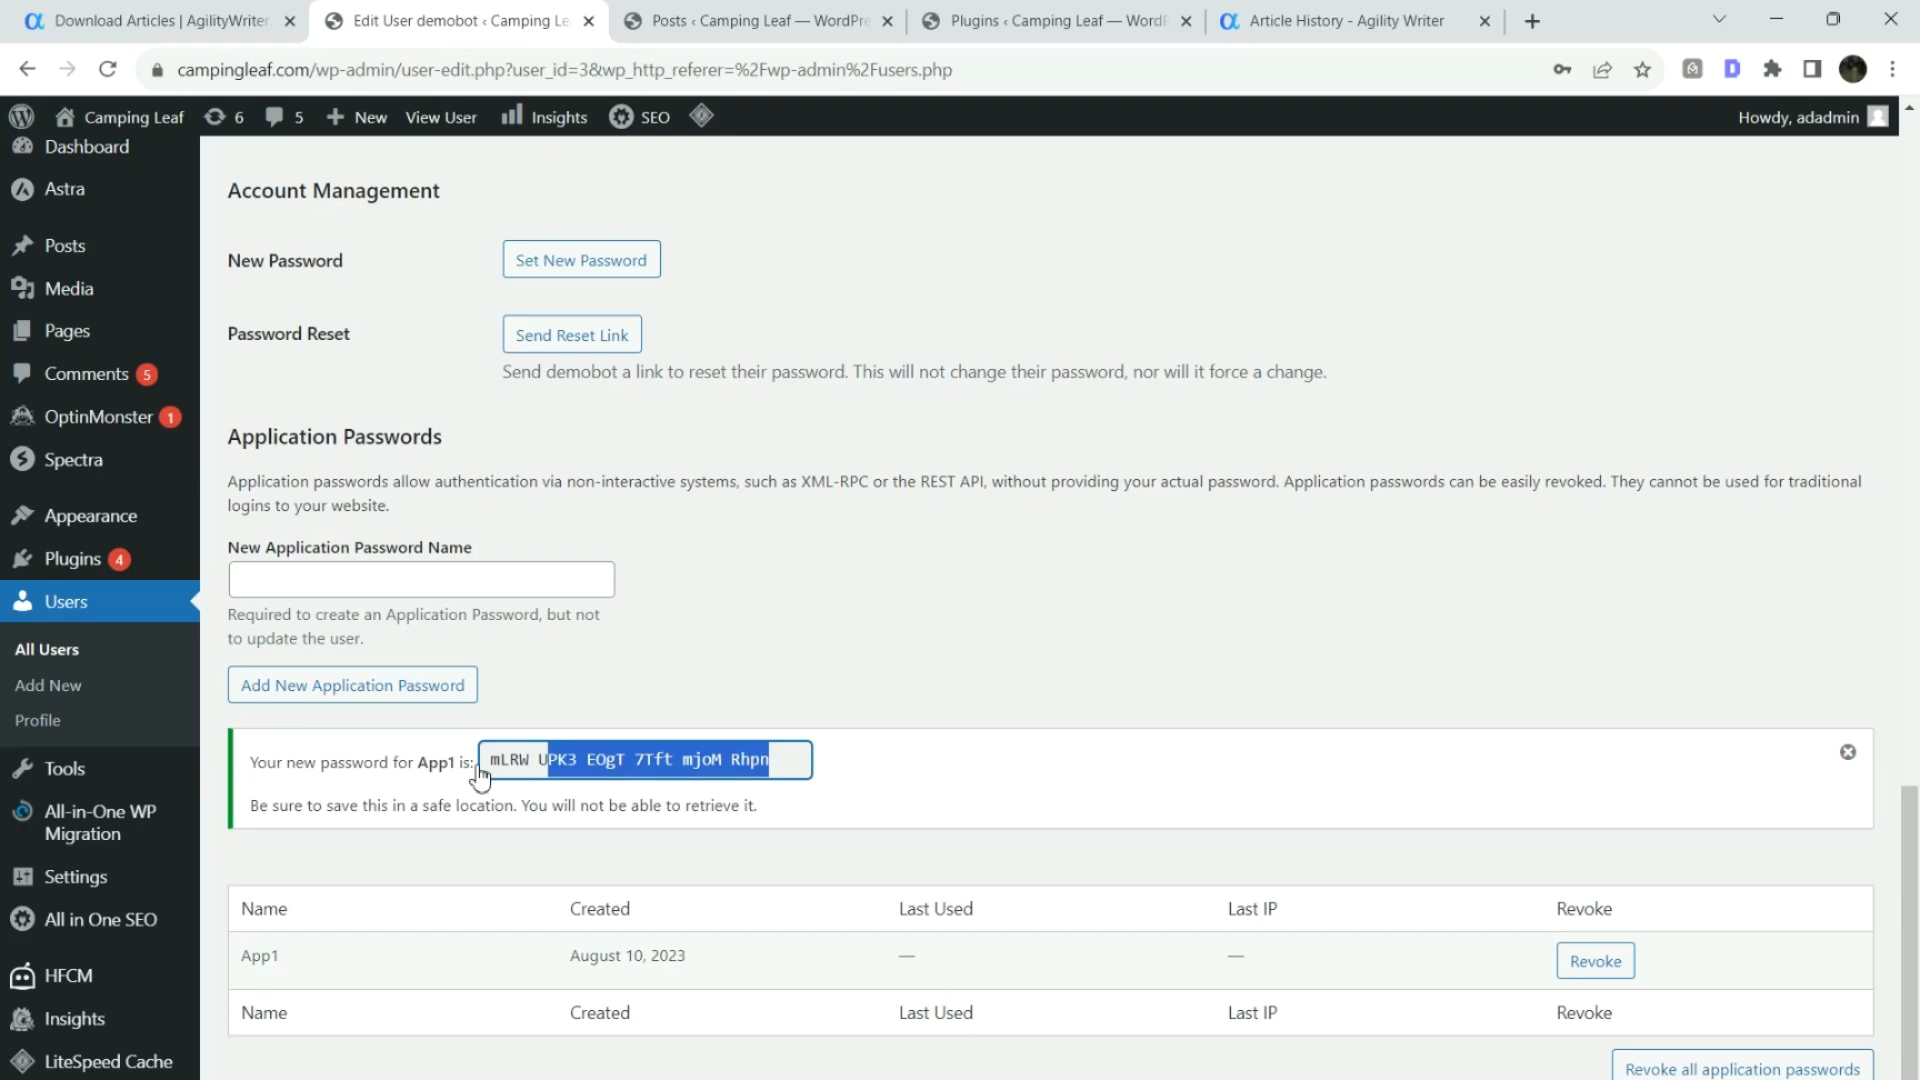 Download Articles | AgilityWriter
Edit User demobot ‹ Camping Le
Posts ‹ Camping Leaf — WordPre
Plugins ‹ Camping Leaf — WordP
Article History - Agility Writer
campingleaf.com/wp-admin/user-edit.php?user_id=3&wp_http_referer=%2Fwp-admin%2Fusers.php
Camping Leaf
6
5
New
View User
Insights
SEO
Howdy, adadmin
Dashboard
Astra
Posts
Media
Pages
Comments 5
OptinMonster 1
Spectra
Appearance
Plugins 4
Users
All Users
Add New
Profile
Tools
All-in-One WP
Migration
Settings
All in One SEO
HFCM
Insights
LiteSpeed Cache
Account Management
New Password
Set New Password
Password Reset
Send Reset Link
Send demobot a link to reset their password. This will not change their password, nor will it force a change.
Application Passwords
Application passwords allow authentication via non-interactive systems, such as XML-RPC or the REST API, without providing your actual password. Application passwords can be easily revoked. They cannot be used for traditional
logins to your website.
New Application Password Name
Required to create an Application Password, but not
to update the user.
Add New Application Password
Your new password for App1 is: mLRW UPK3 EOgT 7Tft mjoM Rhpn
Be sure to save this in a safe location. You will not be able to retrieve it.
Name Created Last Used Last IP Revoke
App1 August 10, 2023 — — Revoke
Name Created Last Used Last IP Revoke
Revoke all application passwords